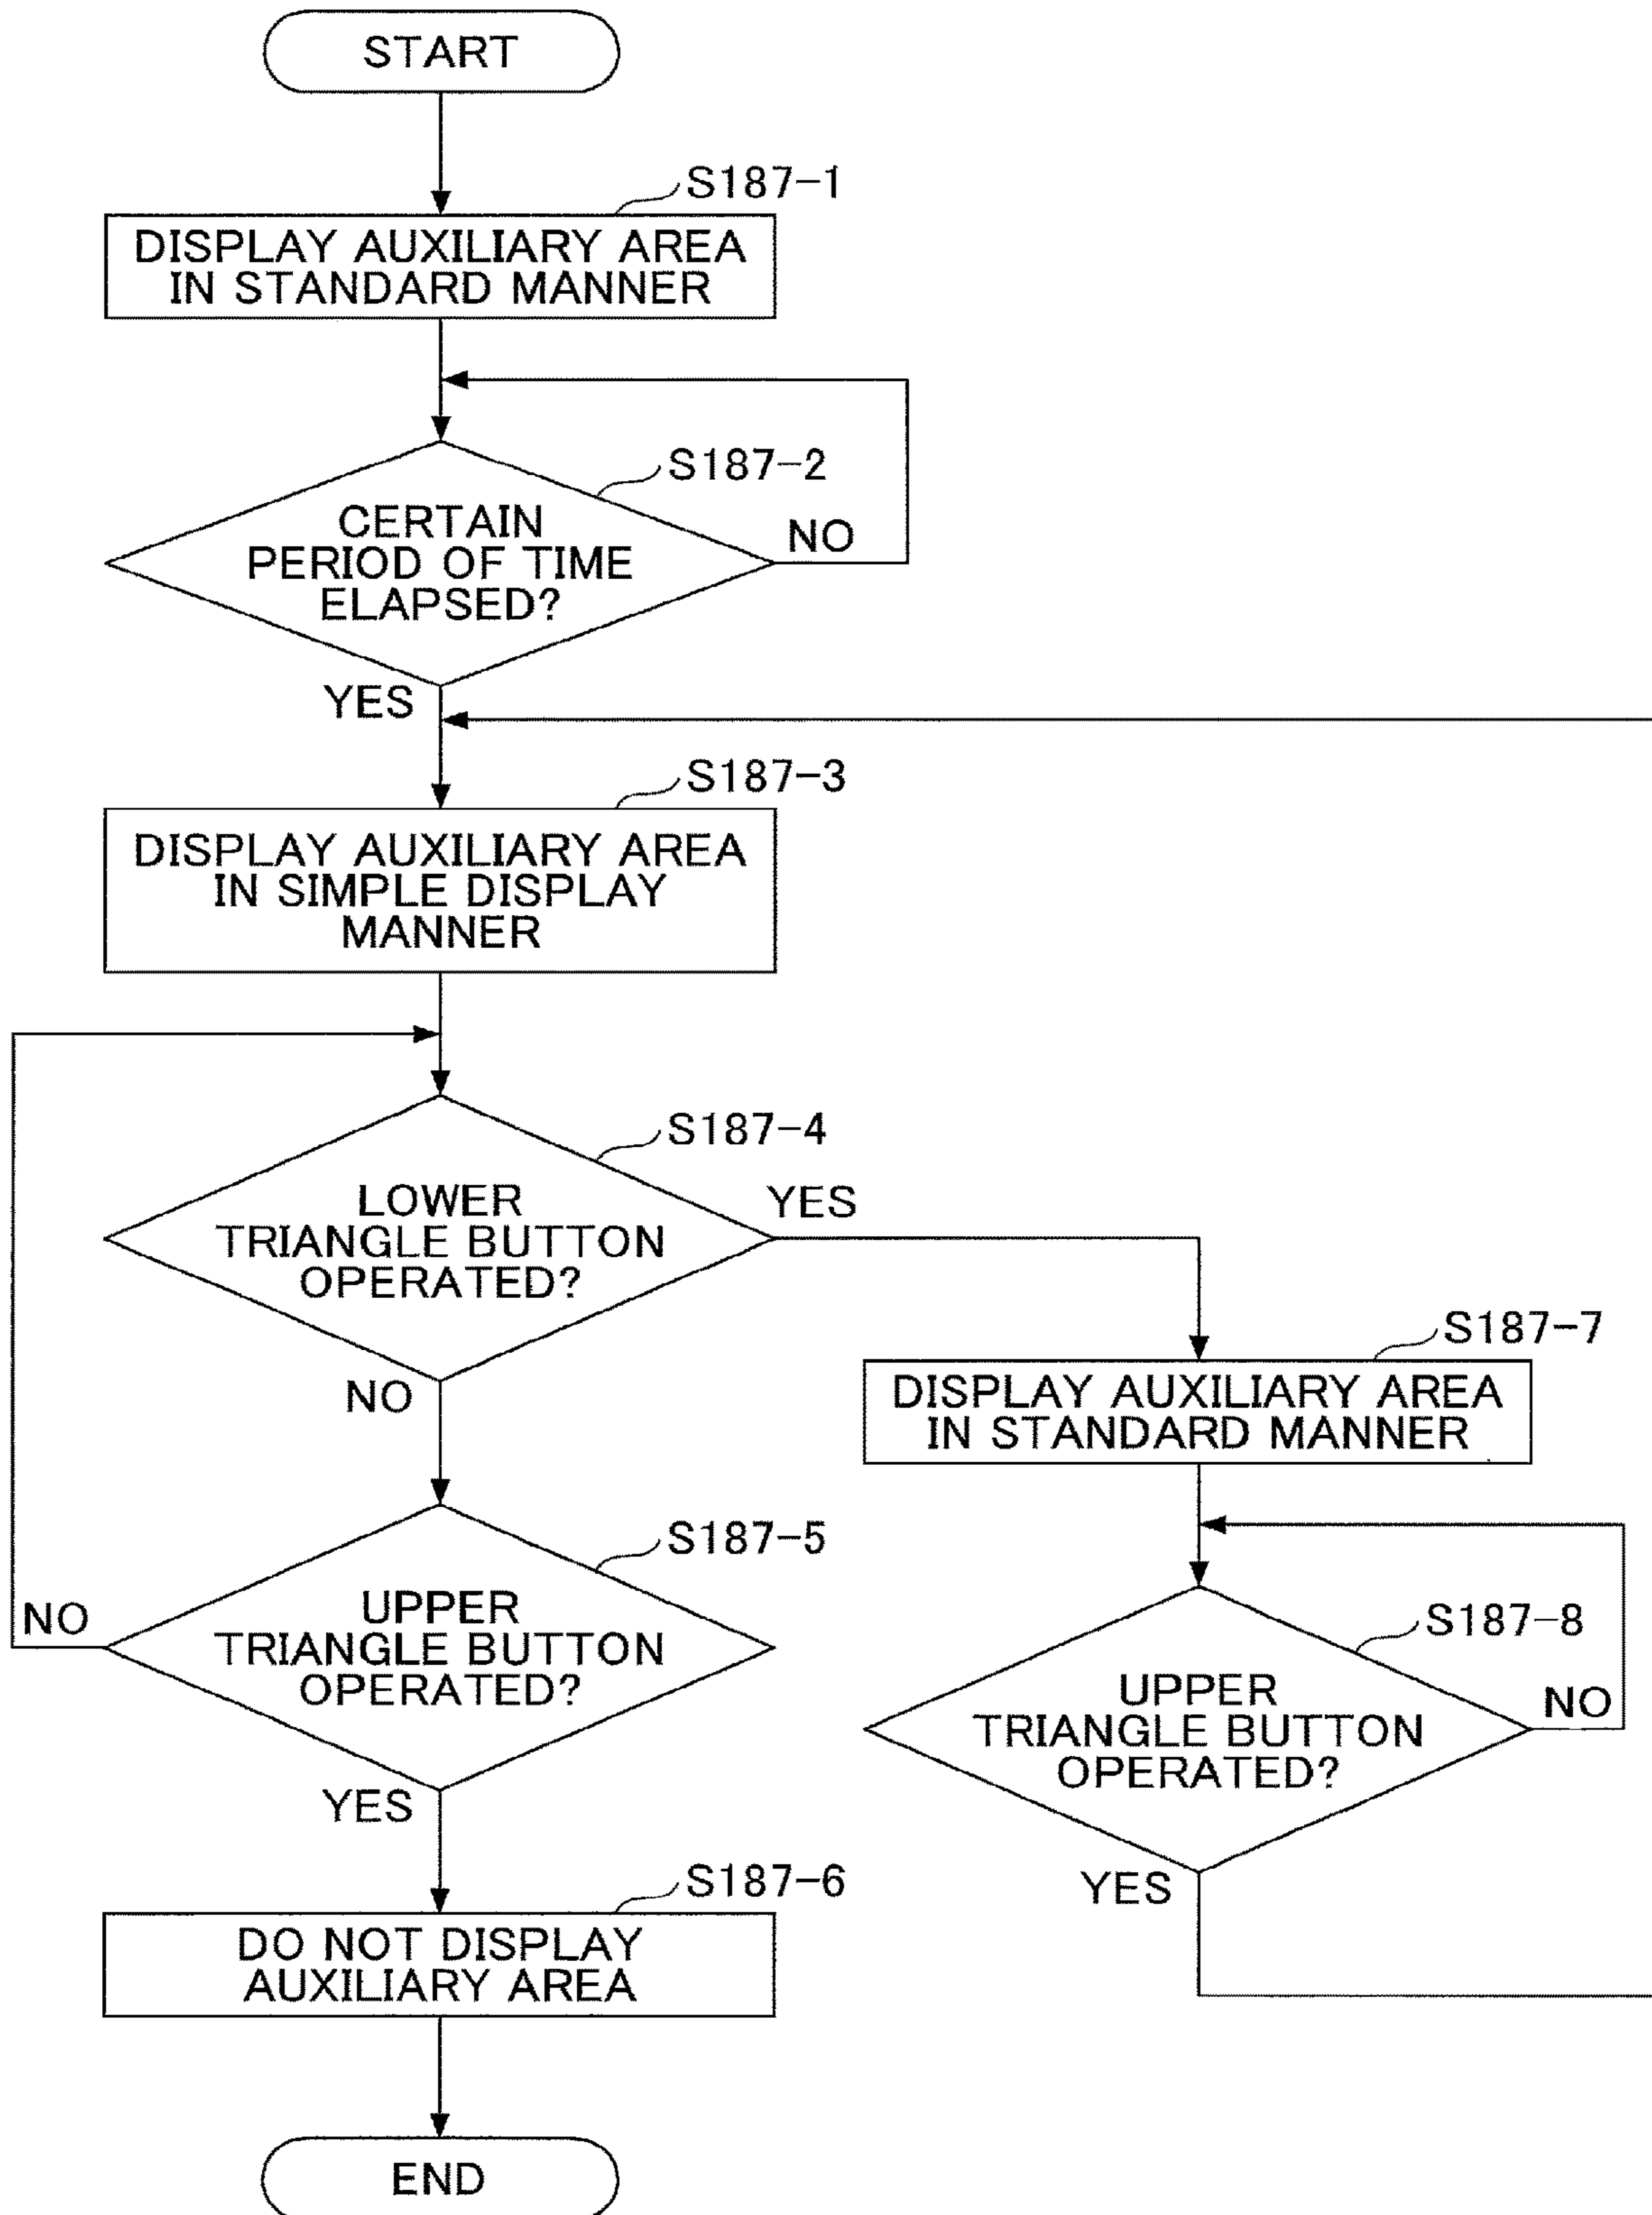 START
S187-1
DISPLAY AUXILIARY AREA
IN STANDARD MANNER
S187-2
CERTAIN
PERIOD OF TIME
ELAPSED?
NO
YES
S187-3
DISPLAY AUXILIARY AREA
IN SIMPLE DISPLAY
MANNER
S187-4
LOWER
TRIANGLE BUTTON
OPERATED?
YES
NO
S187-5
UPPER
TRIANGLE BUTTON
OPERATED?
NO
YES
S187-6
DO NOT DISPLAY
AUXILIARY AREA
END
S187-7
DISPLAY AUXILIARY AREA
IN STANDARD MANNER
S187-8
UPPER
TRIANGLE BUTTON
OPERATED?
NO
YES